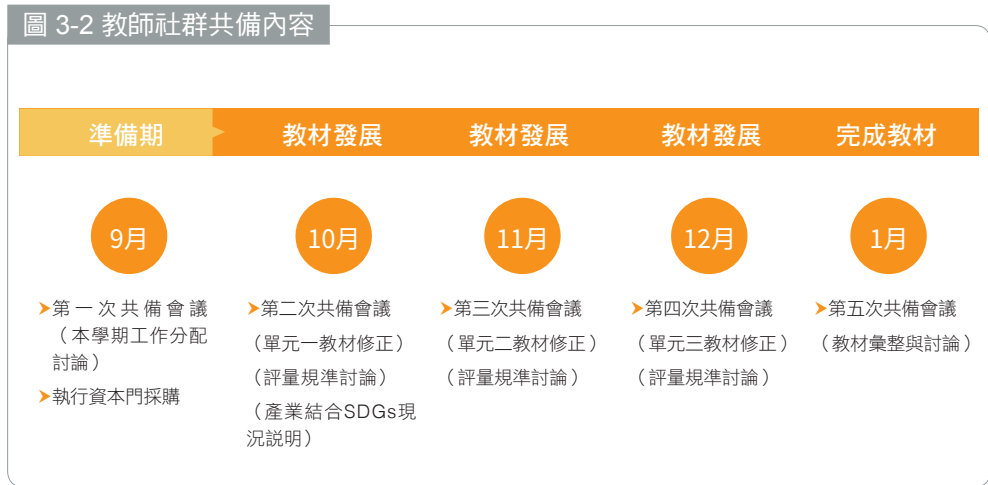 圖 3-2 教師社群共備內容
準備期
教材發展
教材發展
教材發展
完成教材
9月
10月
11月
12月
1月
➤第一次共備會議
（本學期工作分配
討論）
➤執行資本門採購
➤第二次共備會議
（單元一教材修正）
（評量規準討論）
（產業結合SDGs現
況説明）
➤第三次共備會議
（單元二教材修正）
（評量規準討論）
➤第四次共備會議
（單元三教材修正）
（評量規準討論）
➤第五次共備會議
（教材彙整與討論）